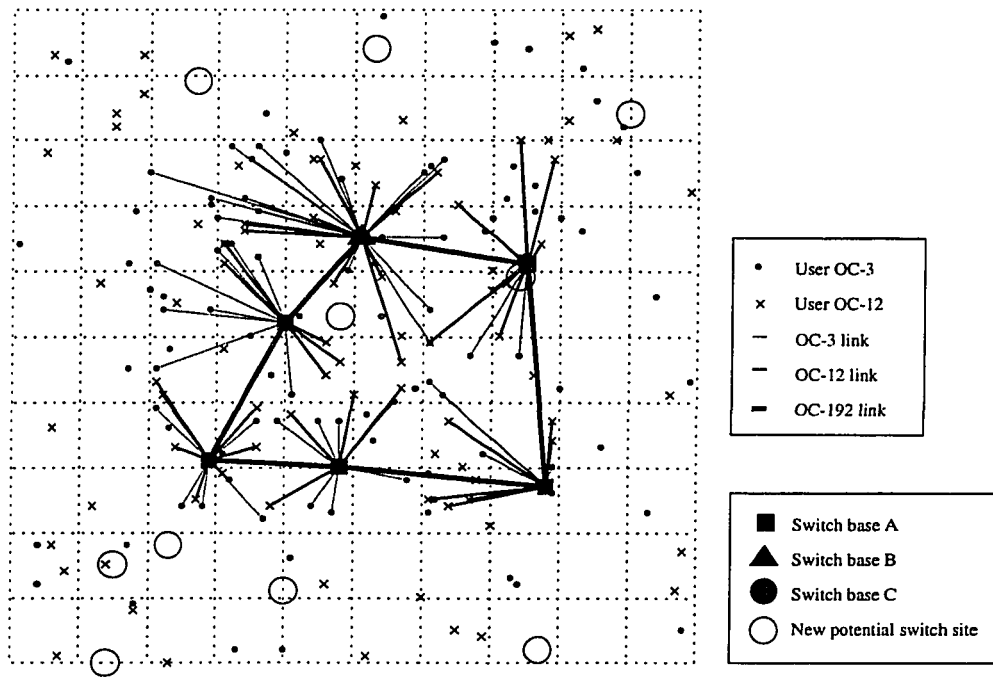 User OC-3
User OC-12
OC-3 link
OC-12 link
OC-192 link
Switch base A
Switch base B
Switch base C
New potential switch site